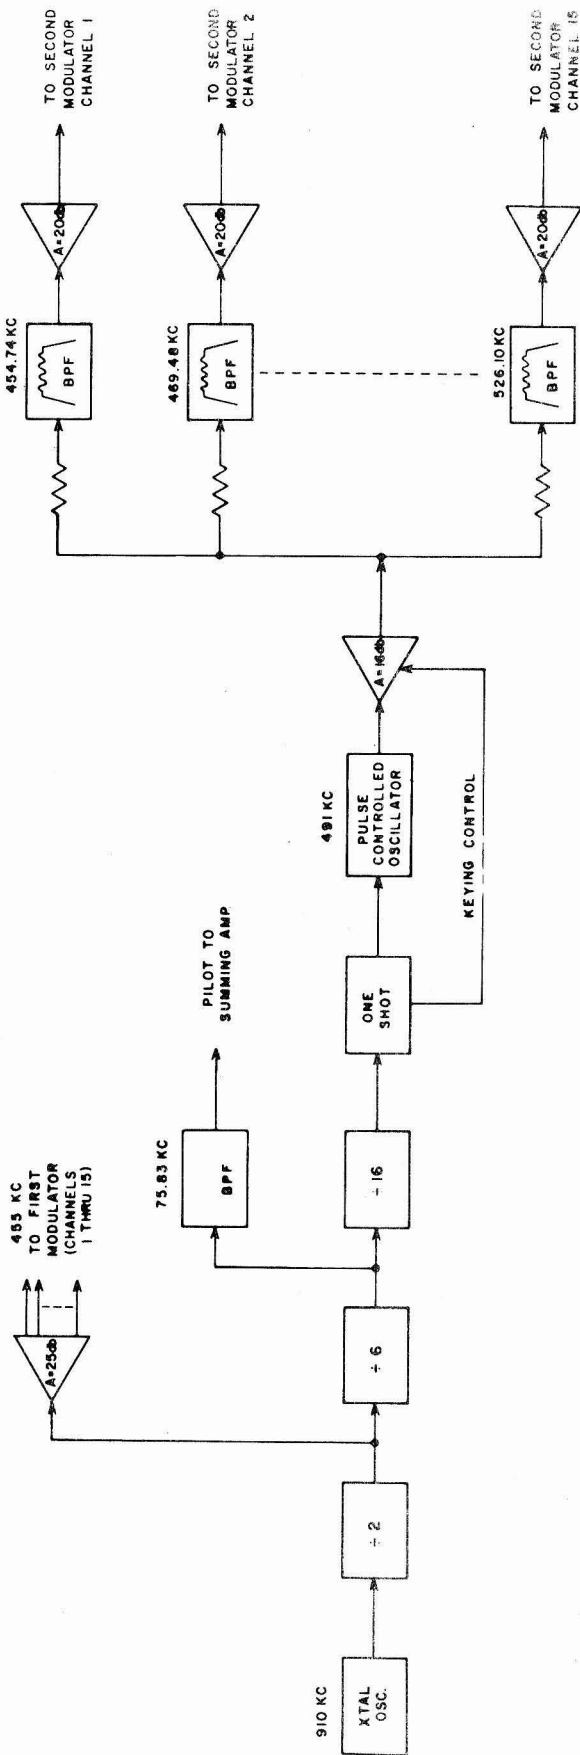 910 KC
XTAL
OSC.
÷ 2
455 KC
TO FIRST
MODULATOR
(CHANNELS
1 THRU 15)
A=25db
÷ 6
75.83 KC
BPF
PILOT TO
SUMMING AMP
÷ 16
ONE
SHOT
491 KC
PULSE
CONTROLLED
OSCILLATOR
KEYING CONTROL
A=16db
454.74 KC
BPF
A=20db
TO SECOND
MODULATOR
CHANNEL 1
469.48 KC
BPF
A=20db
TO SECOND
MODULATOR
CHANNEL 2
526.10 KC
BPF
A=20db
TO SECOND
MODULATOR
CHANNEL 15